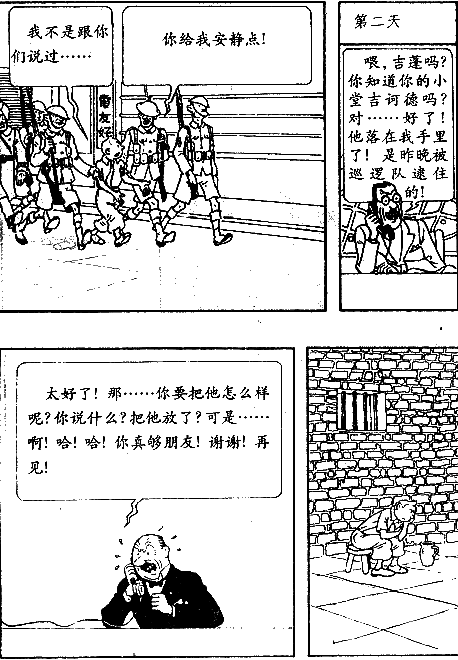 我不是跟你
们说过……
你给我安静点!
雷
友
好
第二天
喂,吉蓬吗?
你知道你的小
堂吉诃德吗?
对……好了!
他落在我手里
了! 是昨晚被
巡逻队逮住
的!
太好了! 那……你要把他怎么样
呢?你说什么?把他放了?可是……
啊! 哈! 哈! 你真够朋友! 谢谢! 再
见!